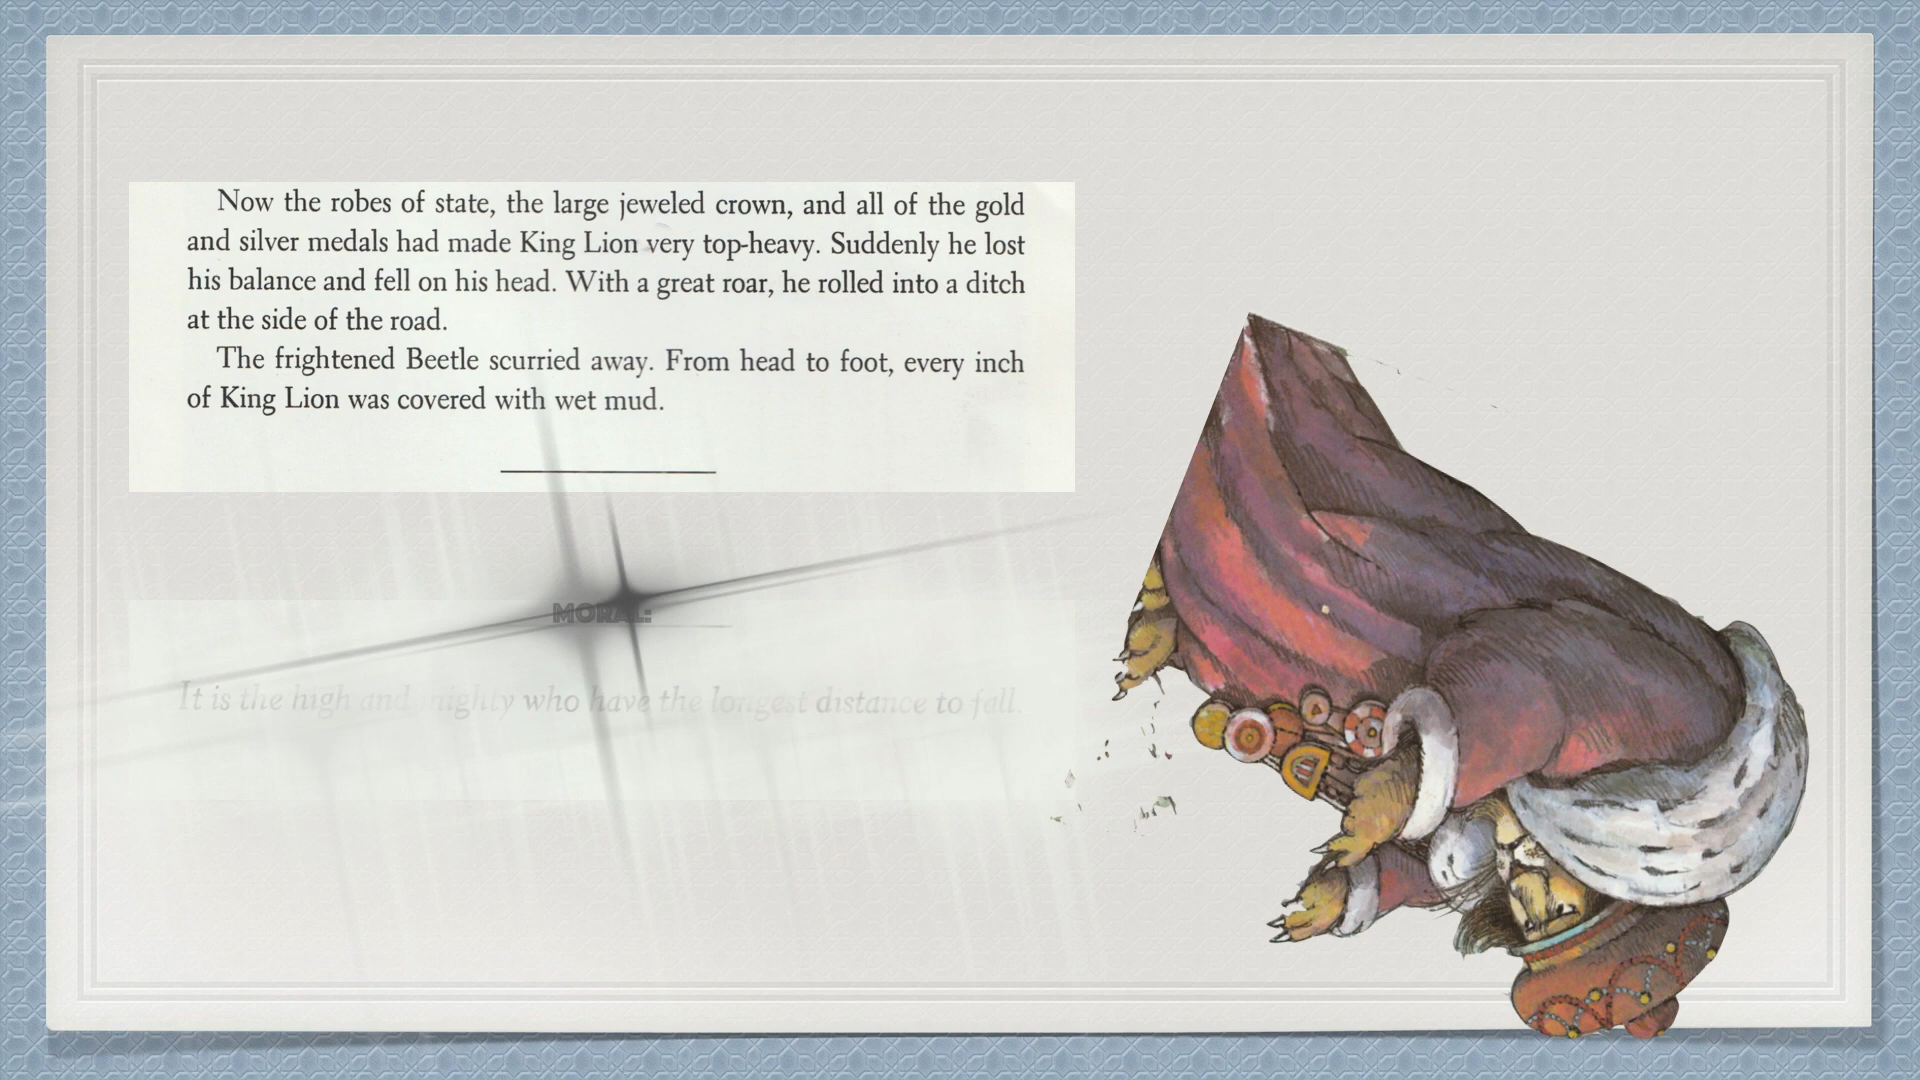 Now the robes of state, the large jeweled crown, and all of the gold
and silver medals had made King Lion very top-heavy. Suddenly he lost
his balance and fell on his head. With a great roar, he rolled into a ditch
at the side of the road.
The frightened Beetle scurried away. From head to foot, every inch
of King Lion was covered with wet mud.
MORAL:
It is the high and mighty who have the longest distance to fall.